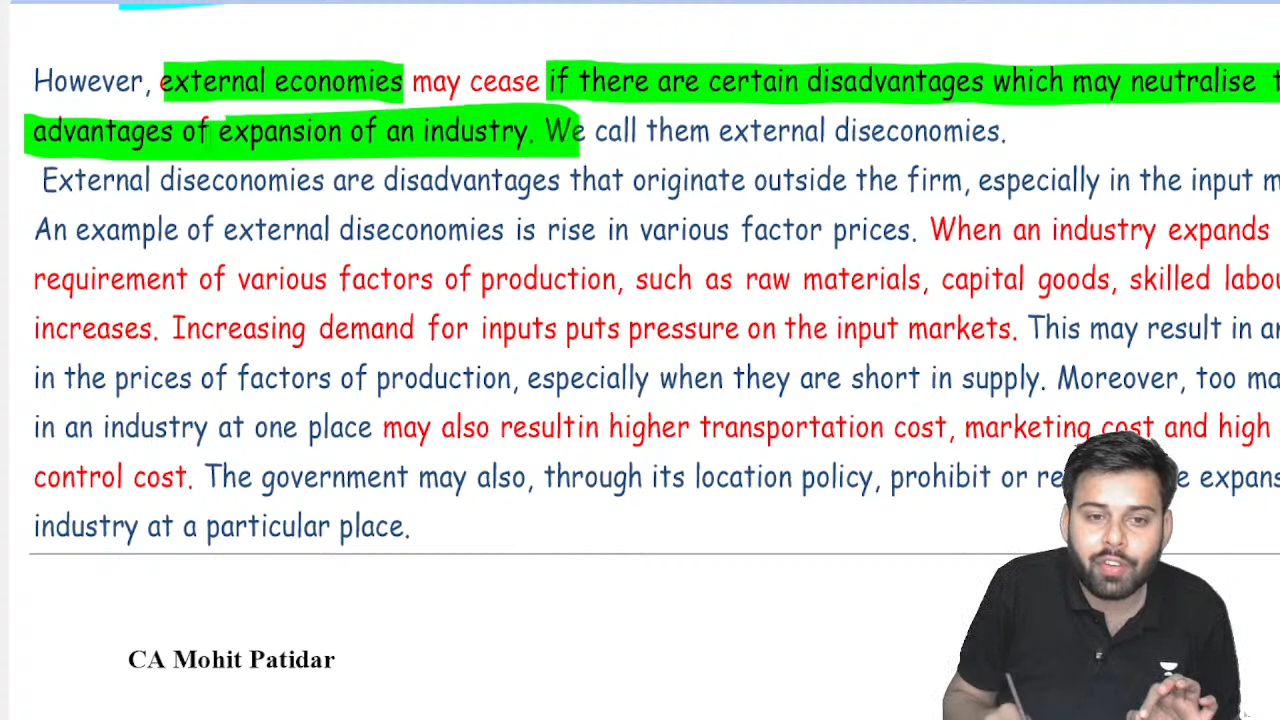 However, external economies may cease if there are certain disadvantages which may neutralise
advantages of expansion of an industry. We call them external diseconomies.
External diseconomies are disadvantages that originate outside the firm, especially in the input
An example of external diseconomies is rise in various factor prices. When an industry expands
requirement of various factors of production, such as raw materials, capital goods, skilled
increases. Increasing demand for inputs puts pressure on the input markets. This may result in
in the prices of factors of production, especially when they are short in supply. Moreover, too
in an industry at one place may also resultin higher transportation cost, marketing cost and high
control cost. The government may also, through its location policy, prohibit or
industry at a particular place.
CA Mohit Patidar